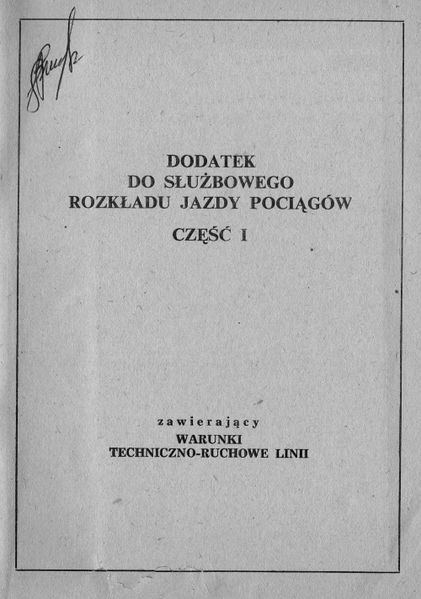 DODATEK
DO SŁUŻBOWEGO
ROZKŁADU JAZDY POCIĄGÓW
CZĘŚĆ I
zawierający
WARUNKI
TECHNICZNO-RUCHOWE LINII